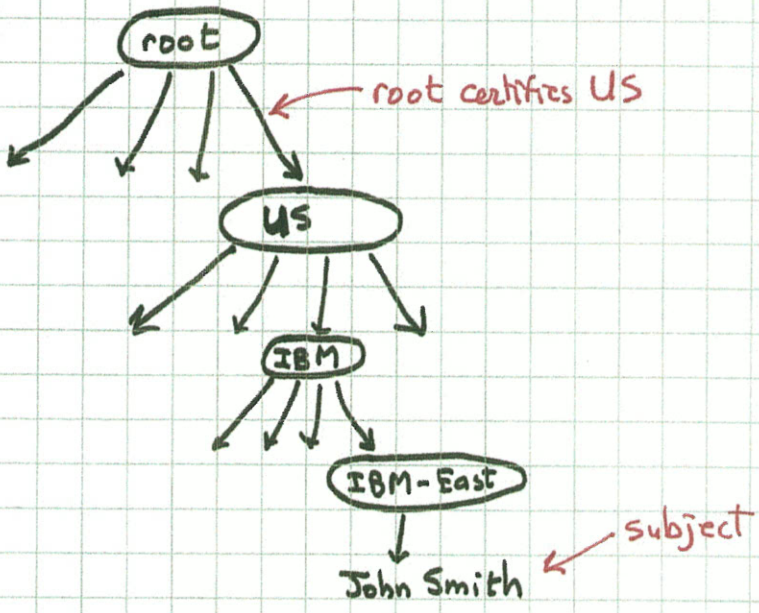 root
root certifies US
US
IBM
IBM-East
subject
John Smith